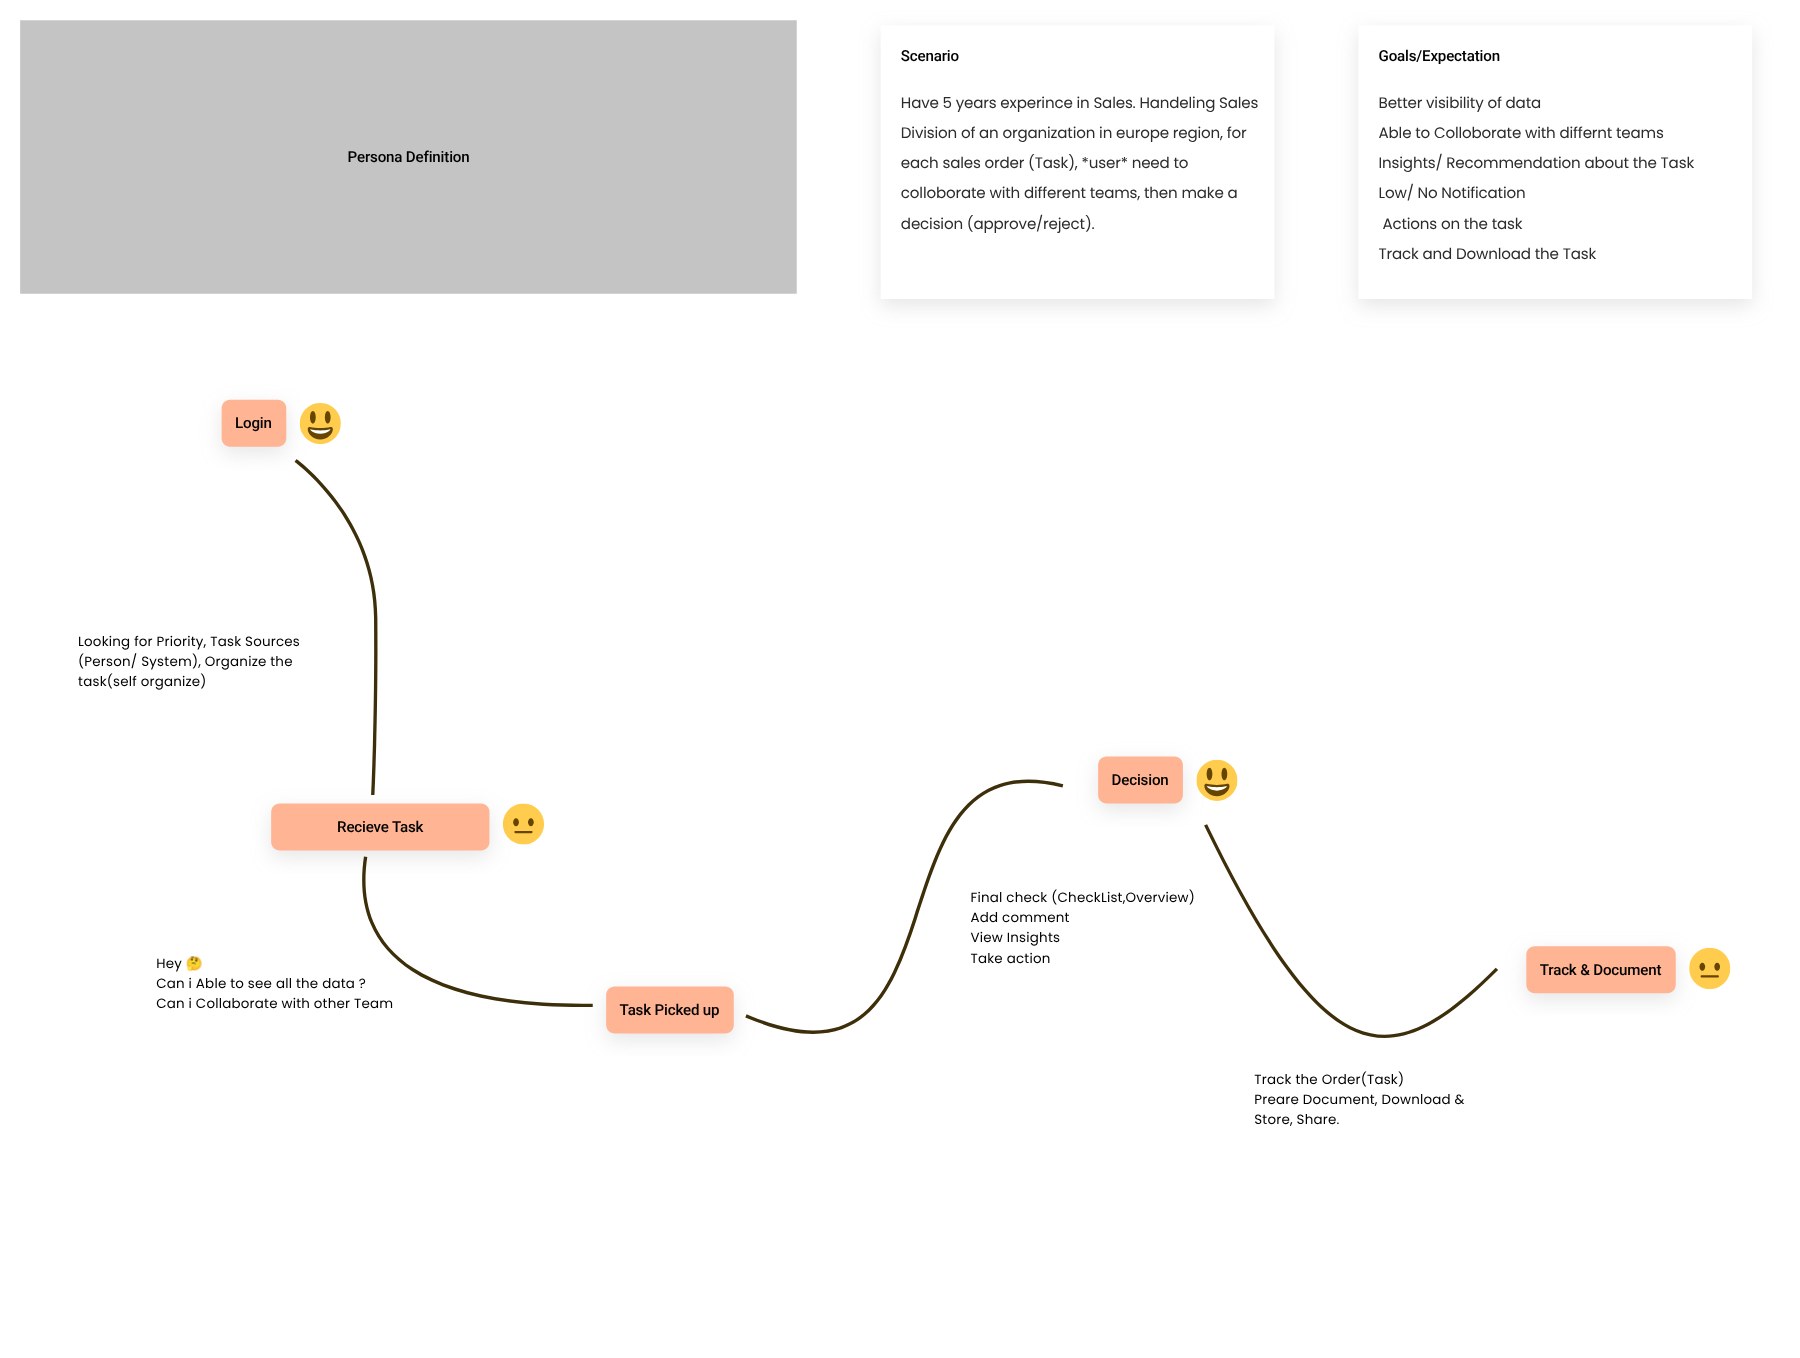 Persona Definition
Scenario
Have 5 years experince in Sales. Handeling Sales
Division of an organization in europe region, for
each sales order (Task), *user* need to
colloborate with different teams, then make a
decision (approve/reject).
Goals/Expectation
Better visibility of data
Able to Colloborate with differnt teams
Insights/ Recommendation about the Task
Low/ No Notification
Actions on the task
Track and Download the Task
Login
Looking for Priority, Task Sources
(Person/ System), Organize the
task(self organize)
Recieve Task
Hey 🤔
Can i Able to see all the data ?
Can i Collaborate with other Team
Task Picked up
Decision
Final check (CheckList,Overview)
Add comment
View Insights
Take action
Track & Document
Track the Order(Task)
Preare Document, Download &
Store, Share.